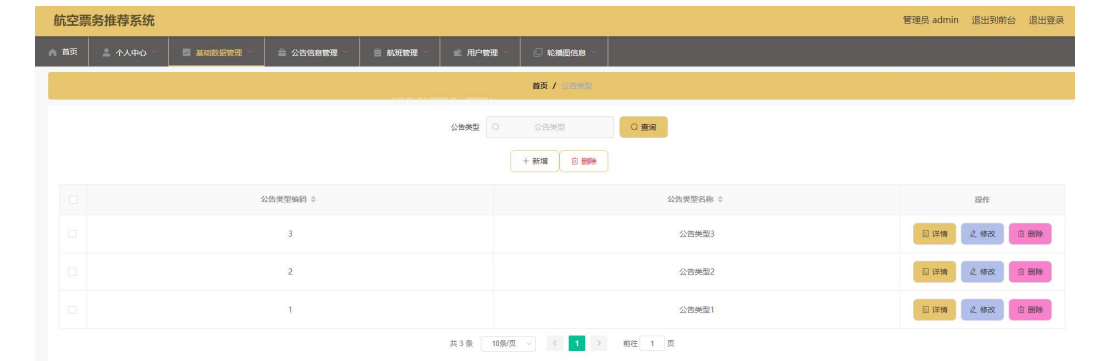 航空票务推荐系统 管理员 admin 退出到前台 退出登录
首页 个人中心 基础数据管理 公告信息管理 航班管理 用户管理 轮播图信息
首页 / 公告类型
公告类型 公告类型 查询
+ 新增 删除
公告类型编码 公告类型名称 操作
3 公告类型3 详情 修改 删除
2 公告类型2 详情 修改 删除
1 公告类型1 详情 修改 删除
共 3 条 10条/页 < 1 > 前往 1 页